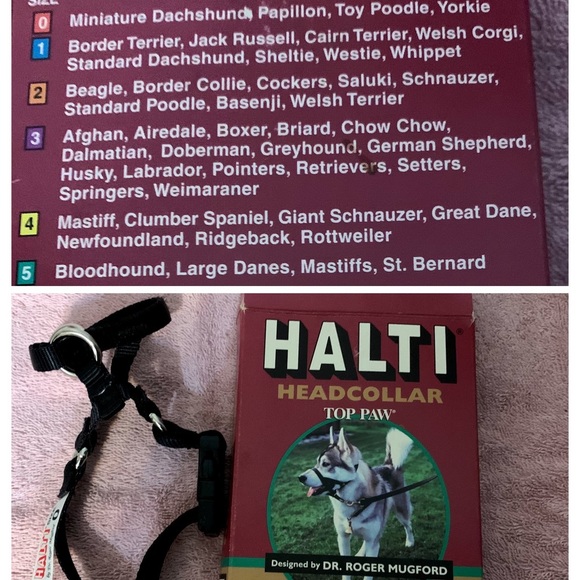 SIZE
0 Miniature Dachshund, Papillon, Toy Poodle, Yorkie
1 Border Terrier, Jack Russell, Cairn Terrier, Welsh Corgi,
Standard Dachshund, Sheltie, Westie, Whippet
2 Beagle, Border Collie, Cockers, Saluki, Schnauzer,
Standard Poodle, Basenji, Welsh Terrier
3 Afghan, Airedale, Boxer, Briard, Chow Chow,
Dalmatian, Doberman, Greyhound, German Shepherd,
Husky, Labrador, Pointers, Retrievers, Setters,
Springers, Weimaraner
4 Mastiff, Clumber Spaniel, Giant Schnauzer, Great Dane,
Newfoundland, Ridgeback, Rottweiler
5 Bloodhound, Large Danes, Mastiffs, St. Bernard
HALTI®
HEADCOLLAR
TOP PAW®
Designed by DR. ROGER MUGFORD
HALTI